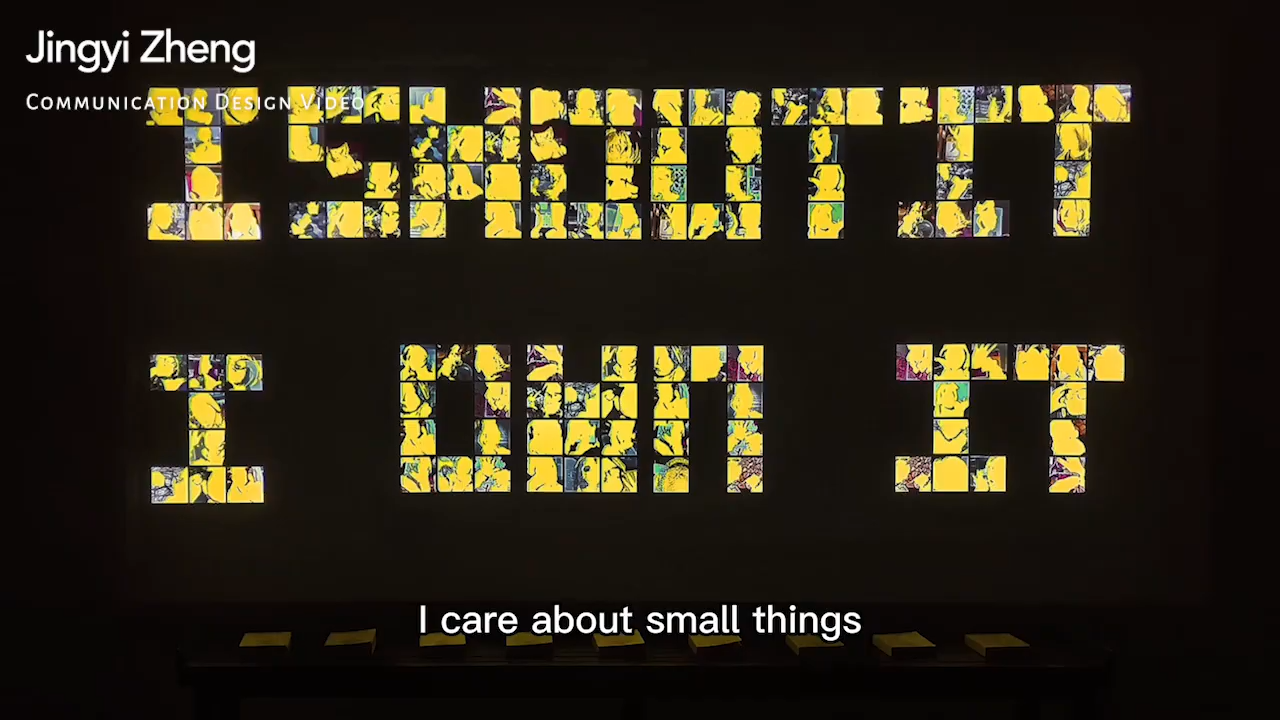 Jingyi Zheng
COMMUNICATION DESIGN VIDEO
I SHOOT IT
I OWN IT
I care about small things